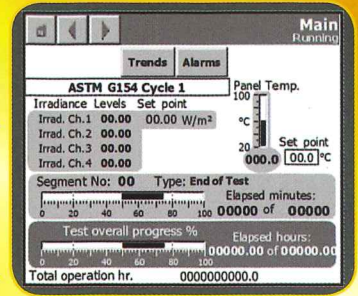 Main
Running
Trends Alarms
ASTM G154 Cycle 1
Panel Temp.
Irradiance Levels Set point
Irrad. Ch.1 00.00 00.00 W/m²
Irrad. Ch.2 00.00
Irrad. Ch.3 00.00
Irrad. Ch.4 00.00
100
°C
20
Set point
000.0 00.0 °C
Segment No: 00 Type: End of Test
Elapsed minutes:
0 20 40 60 80 100
00000 of 00000
Test overall progress %
Elapsed hours:
0 20 40 60 80 100
00000.00 of 00000.00
Total operation hr. 0000000000.0